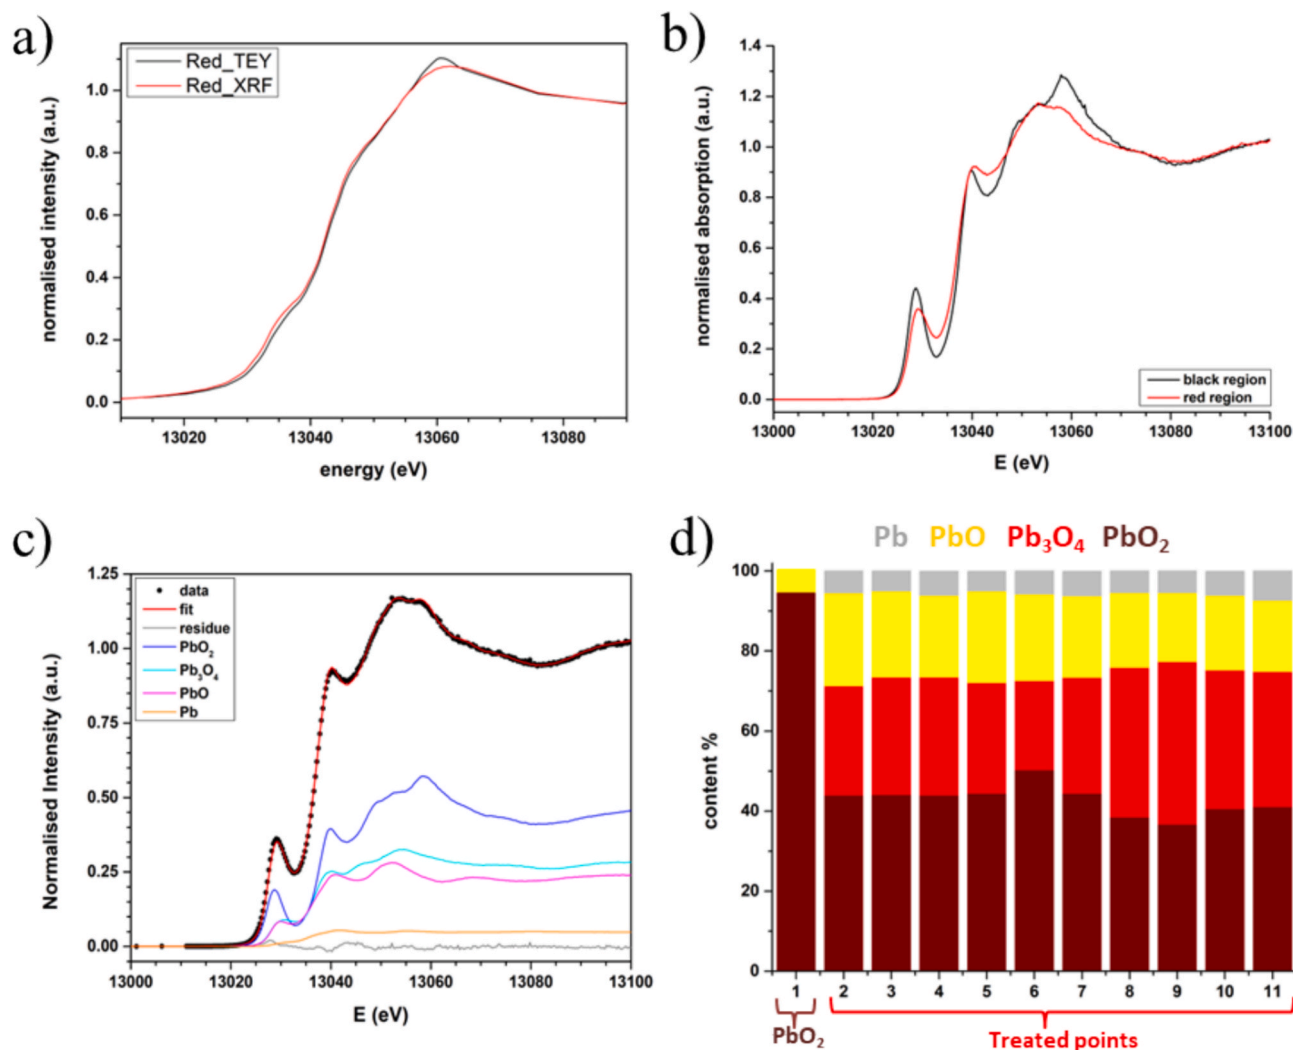 a)
Red_TEY
Red_XRF
normalised intensity (a.u.)
1.0
0.8
0.6
0.4
0.2
0.0
13020 13040 13060 13080
energy (eV)
b)
normalised absorption (a.u.)
1.4
1.2
1.0
0.8
0.6
0.4
0.2
0.0
black region
red region
13000 13020 13040 13060 13080 13100
E (eV)
c)
Normalised Intensity (a.u.)
1.25
1.00
0.75
0.50
0.25
0.00
data
fit
residue
PbO₂
Pb₃O₄
PbO
Pb
13000 13020 13040 13060 13080 13100
E (eV)
d)
Pb PbO Pb₃O₄ PbO₂
content %
100
80
60
40
20
0
1 2 3 4 5 6 7 8 9 10 11
PbO₂ Treated points